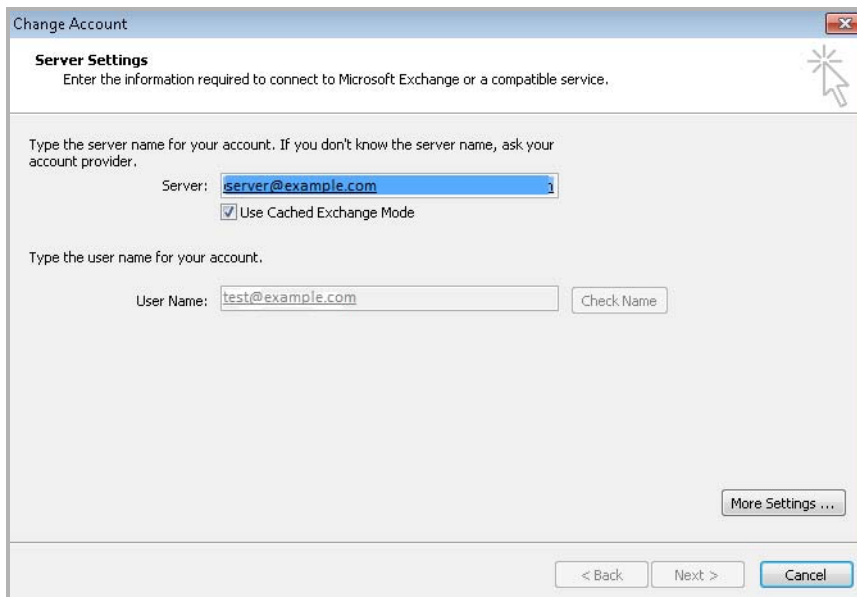 Change Account
Server Settings
Enter the information required to connect to Microsoft Exchange or a compatible service.
Type the server name for your account. If you don't know the server name, ask your
account provider.
Server: server@example.com
Use Cached Exchange Mode
Type the user name for your account.
User Name: test@example.com Check Name
More Settings ...
< Back Next > Cancel